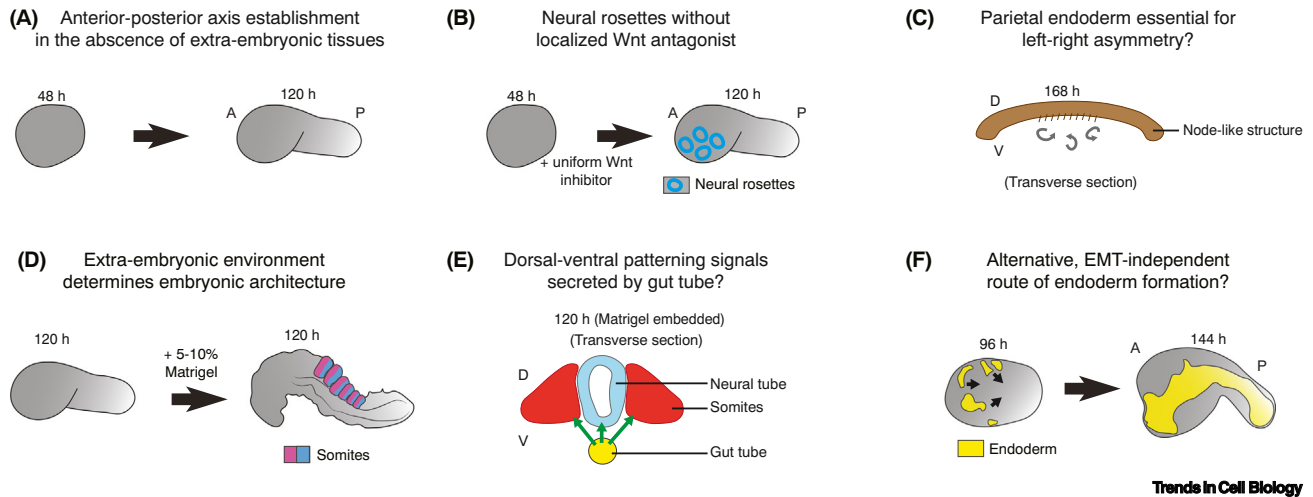 (A) Anterior-posterior axis establishment
in the abscence of extra-embryonic tissues
48 h
120 h
A
P
(B) Neural rosettes without
localized Wnt antagonist
48 h
120 h
A
P
+ uniform Wnt
inhibitor
Neural rosettes
(C) Parietal endoderm essential for
left-right asymmetry?
168 h
D
V
Node-like structure
(Transverse section)
(D) Extra-embryonic environment
determines embryonic architecture
120 h
+ 5-10%
Matrigel
120 h
Somites
(E) Dorsal-ventral patterning signals
secreted by gut tube?
120 h (Matrigel embedded)
(Transverse section)
D
V
Neural tube
Somites
Gut tube
(F) Alternative, EMT-independent
route of endoderm formation?
96 h
144 h
A
P
Endoderm
Trends in Cell Biology